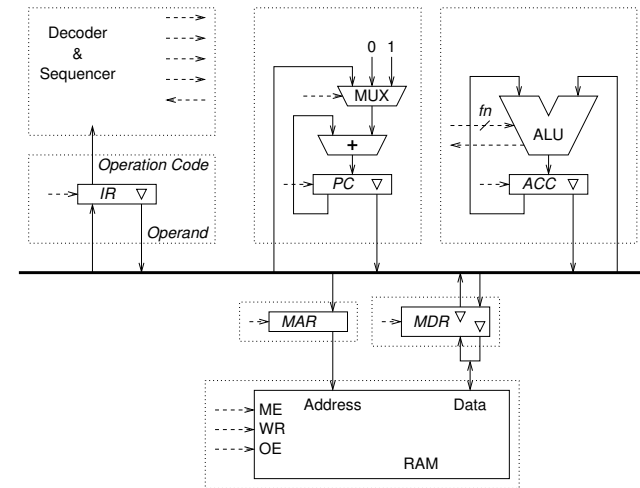 Decoder
&
Sequencer
Operation Code
IR
Operand
0 1
MUX
+
PC
fn
ALU
ACC
MAR
MDR
ME
WR
OE
Address
Data
RAM